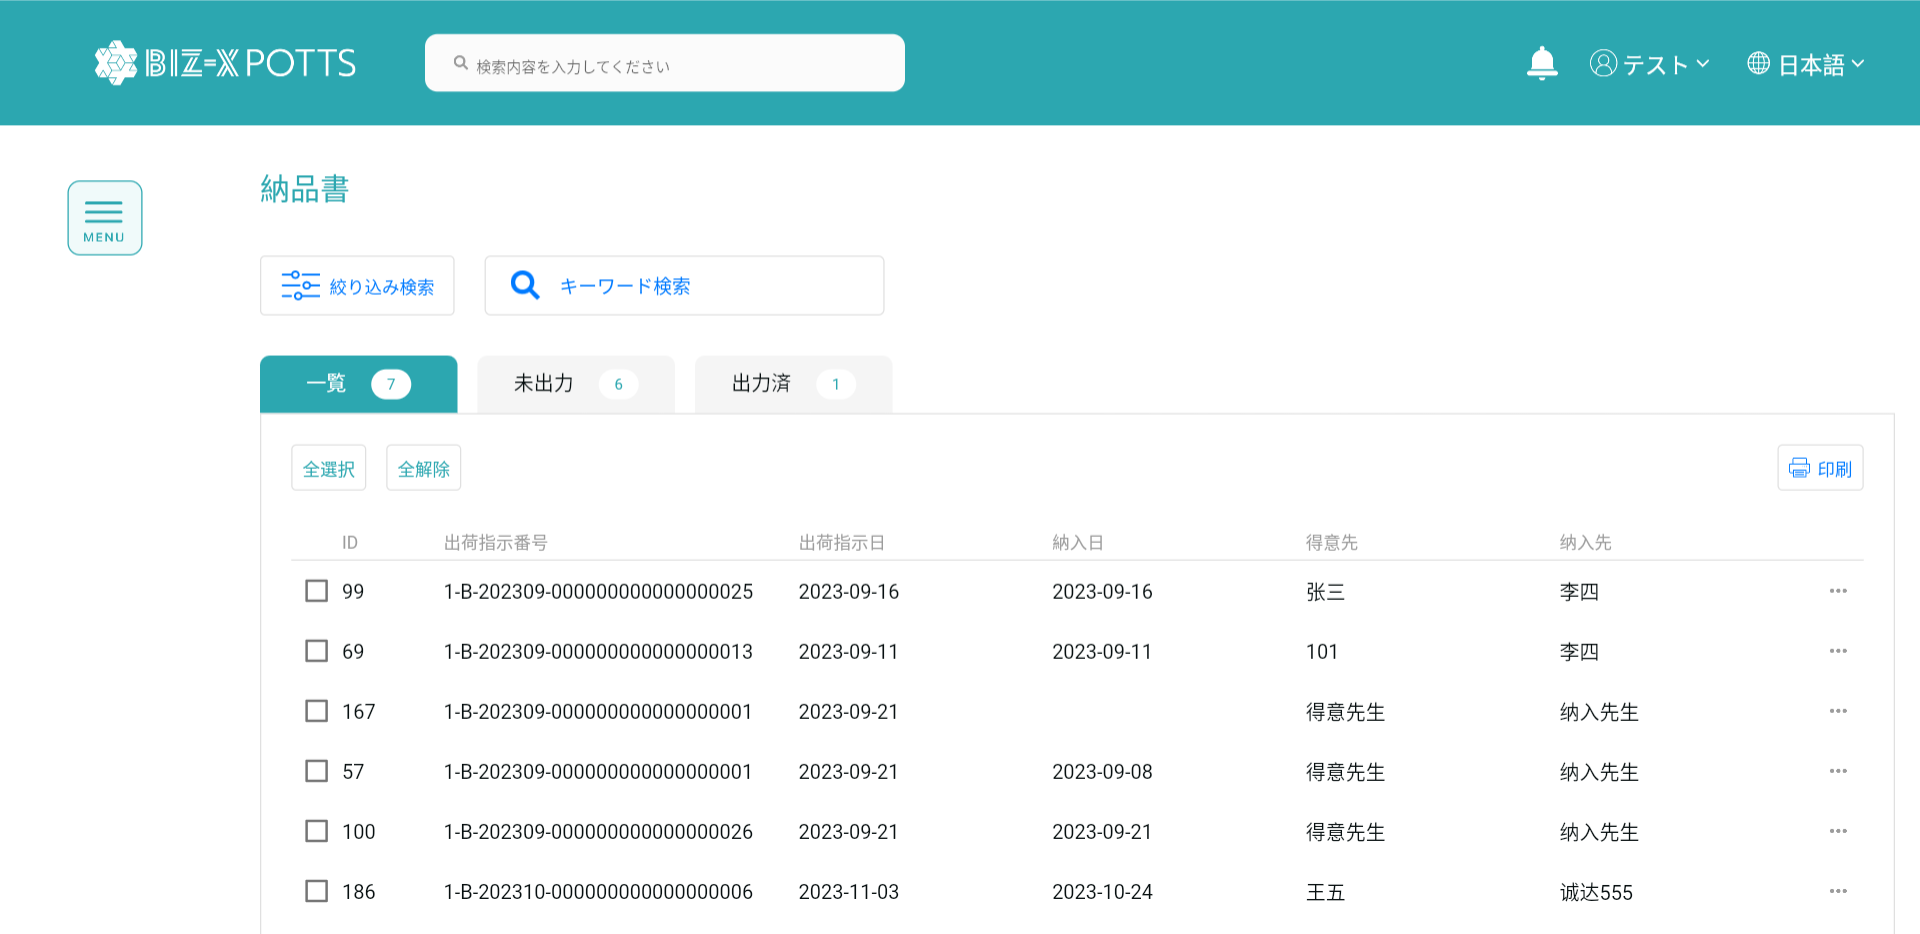 BIZ=X POTTS
検索内容を入力してください
テスト
日本語
MENU
納品書
絞り込み検索
キーワード検索
一覧 7
未出力 6
出力済 1
全選択
全解除
印刷
ID 出荷指示番号 出荷指示日 納入日 得意先 纳入先
99 1-B-202309-000000000000000025 2023-09-16 2023-09-16 张三 李四
69 1-B-202309-000000000000000013 2023-09-11 2023-09-11 101 李四
167 1-B-202309-000000000000000001 2023-09-21 得意先生 纳入先生
57 1-B-202309-000000000000000001 2023-09-21 2023-09-08 得意先生 纳入先生
100 1-B-202309-000000000000000026 2023-09-21 2023-09-21 得意先生 纳入先生
186 1-B-202310-000000000000000006 2023-11-03 2023-10-24 王五 诚达555